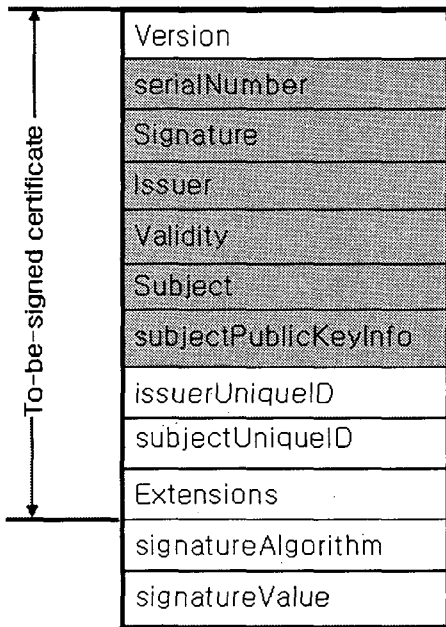 To-be-signed certificate
Version
serialNumber
Signature
Issuer
Validity
Subject
subjectPublicKeyInfo
issuerUniqueID
subjectUniqueID
Extensions
signatureAlgorithm
signatureValue